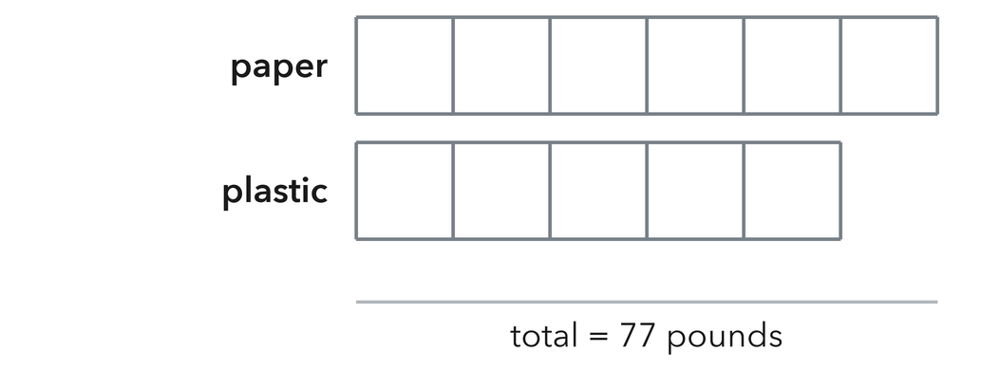 paper
plastic
total = 77 pounds